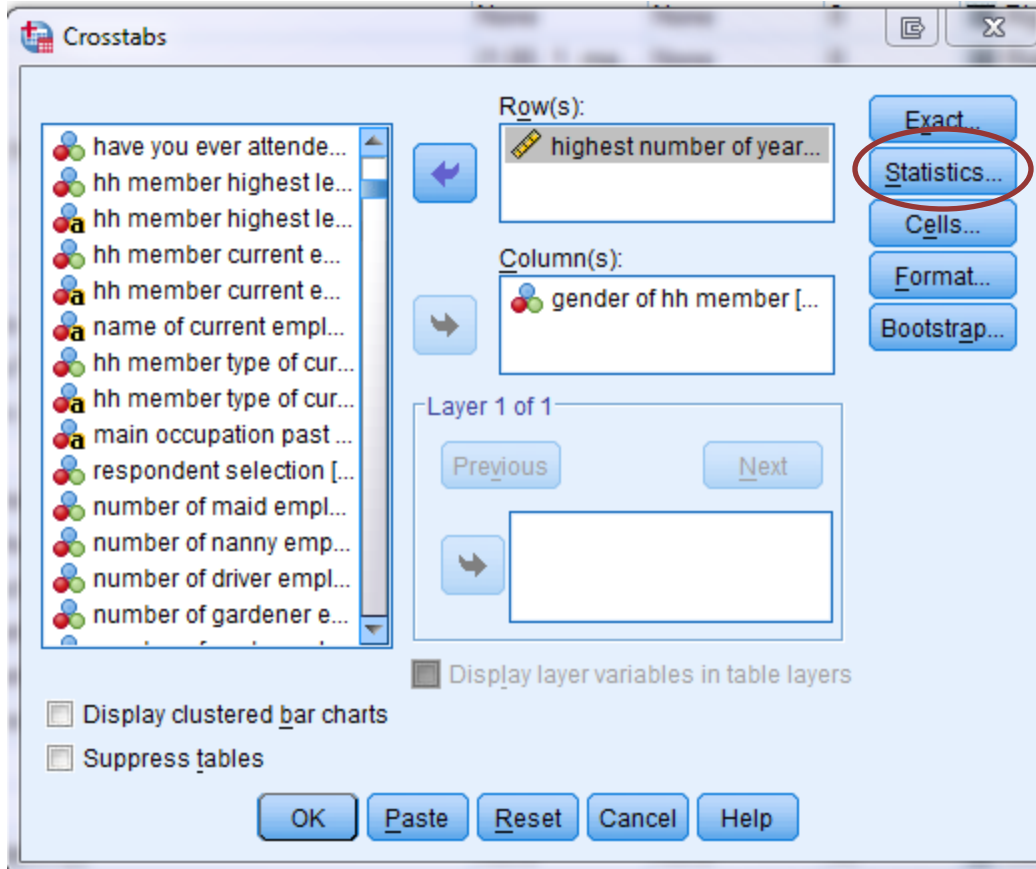 Crosstabs
have you ever attende...
hh member highest le...
hh member highest le...
hh member current e...
hh member current e...
name of current empl...
hh member type of cur...
hh member type of cur...
main occupation past ...
respondent selection [...
number of maid empl...
number of nanny emp...
number of driver empl...
number of gardener e...
Row(s):
highest number of year...
Column(s):
gender of hh member [...
Layer 1 of 1
Previous
Next
Display layer variables in table layers
Exact...
Statistics...
Cells...
Format...
Bootstrap...
Display clustered bar charts
Suppress tables
OK
Paste
Reset
Cancel
Help